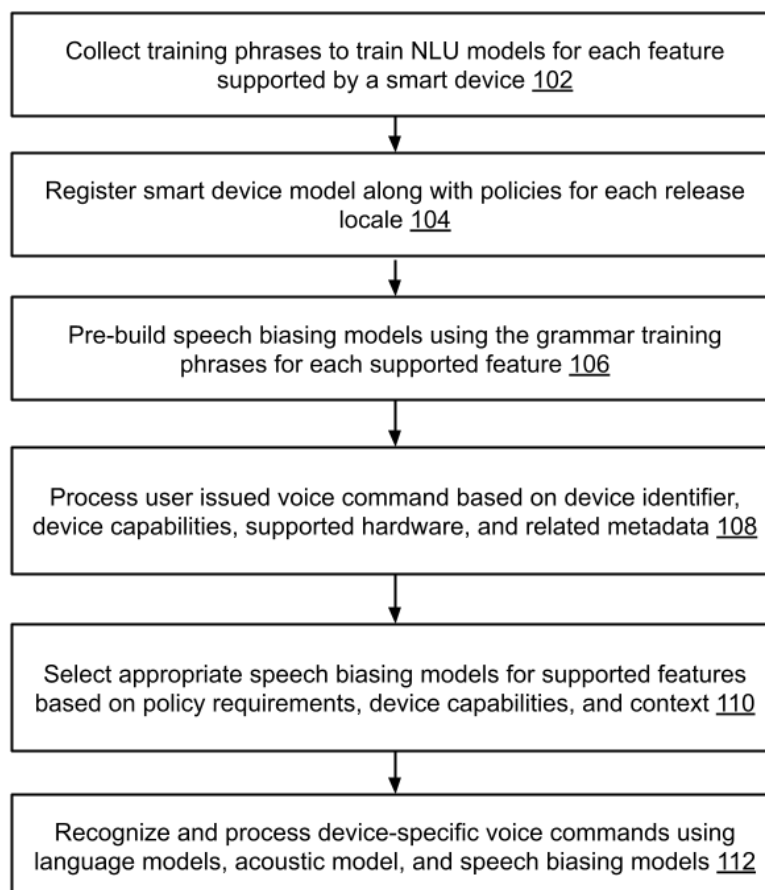 Collect training phrases to train NLU models for each feature
supported by a smart device 102
Register smart device model along with policies for each release
locale 104
Pre-build speech biasing models using the grammar training
phrases for each supported feature 106
Process user issued voice command based on device identifier,
device capabilities, supported hardware, and related metadata 108
Select appropriate speech biasing models for supported features
based on policy requirements, device capabilities, and context 110
Recognize and process device-specific voice commands using
language models, acoustic model, and speech biasing models 112